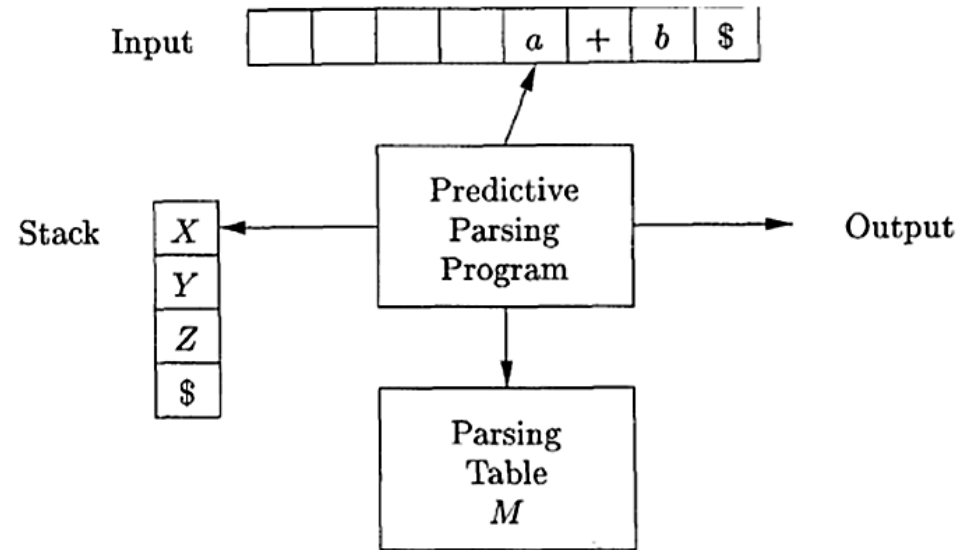 Input
a + b $
Predictive
Parsing
Program
Stack
X
Y
Z
$
Output
Parsing
Table
M